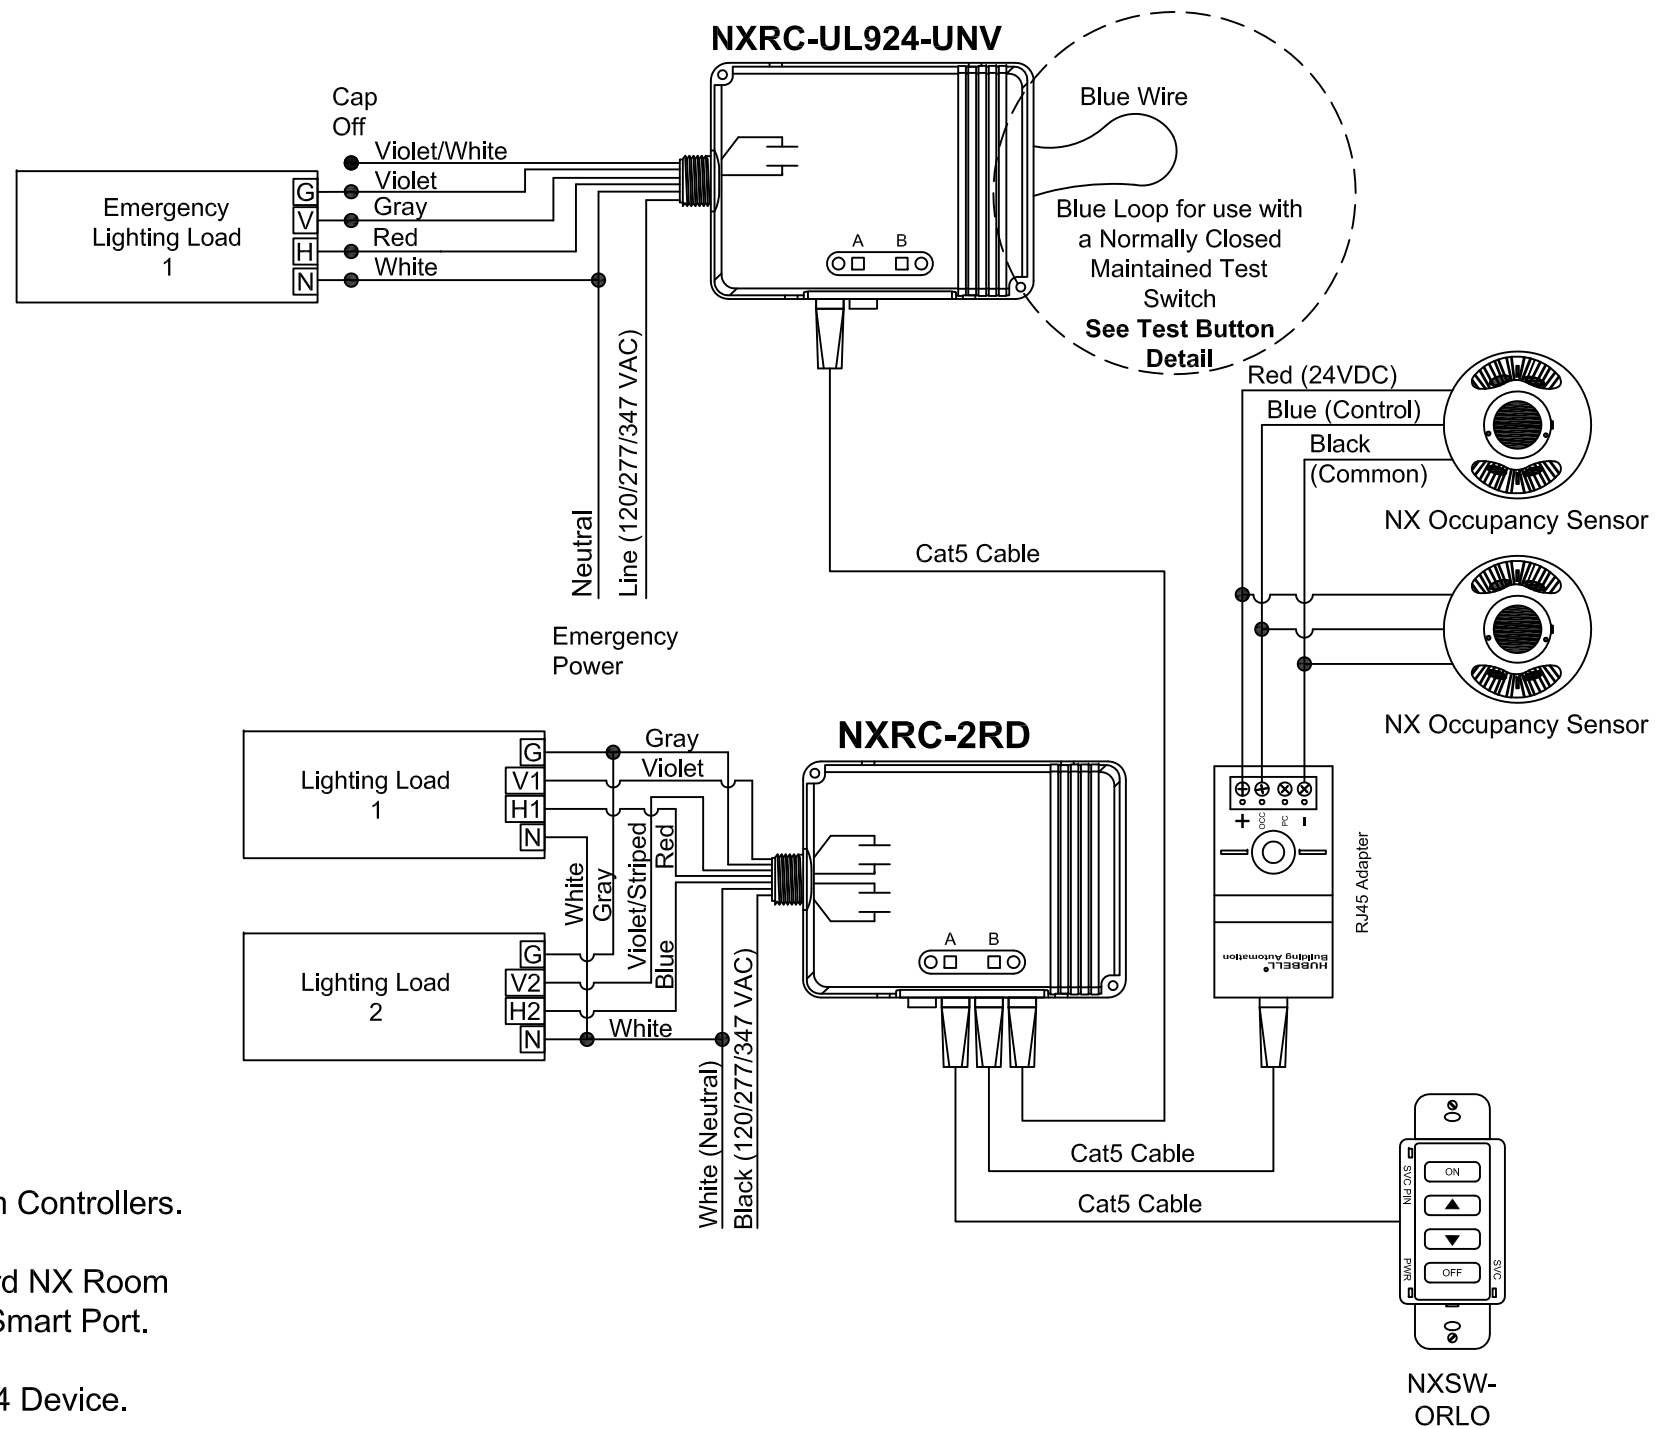 NXRC-UL924-UNV
Cap
Off
Violet/White
Violet
Gray
Red
White
Emergency
Lighting Load
1
G
V
H
N
A B
Blue Wire
Blue Loop for use with
a Normally Closed
Maintained Test
Switch
See Test Button
Detail
Neutral
Line (120/277/347 VAC)
Emergency
Power
Cat5 Cable
Red (24VDC)
Blue (Control)
Black
(Common)
NX Occupancy Sensor
NX Occupancy Sensor
NXRC-2RD
Lighting Load
1
G
V1
H1
N
Gray
Violet
White
Gray
Violet/Striped
Red
Blue
Lighting Load
2
G
V2
H2
N
White
White (Neutral)
Black (120/277/347 VAC)
A B
+ OCC PC -
RJ45 Adapter
HUBBELL®
Building Automation
Cat5 Cable
Cat5 Cable
ON
OFF
SVC PIN
PWR
SVC
NXSW-
ORLO
Controllers.
NX Room
Smart Port.
4 Device.